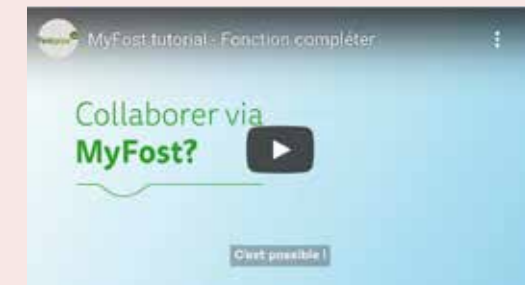 MyFost tutorial - Fonction compléter
Collaborer via
MyFost?
C'est possible !